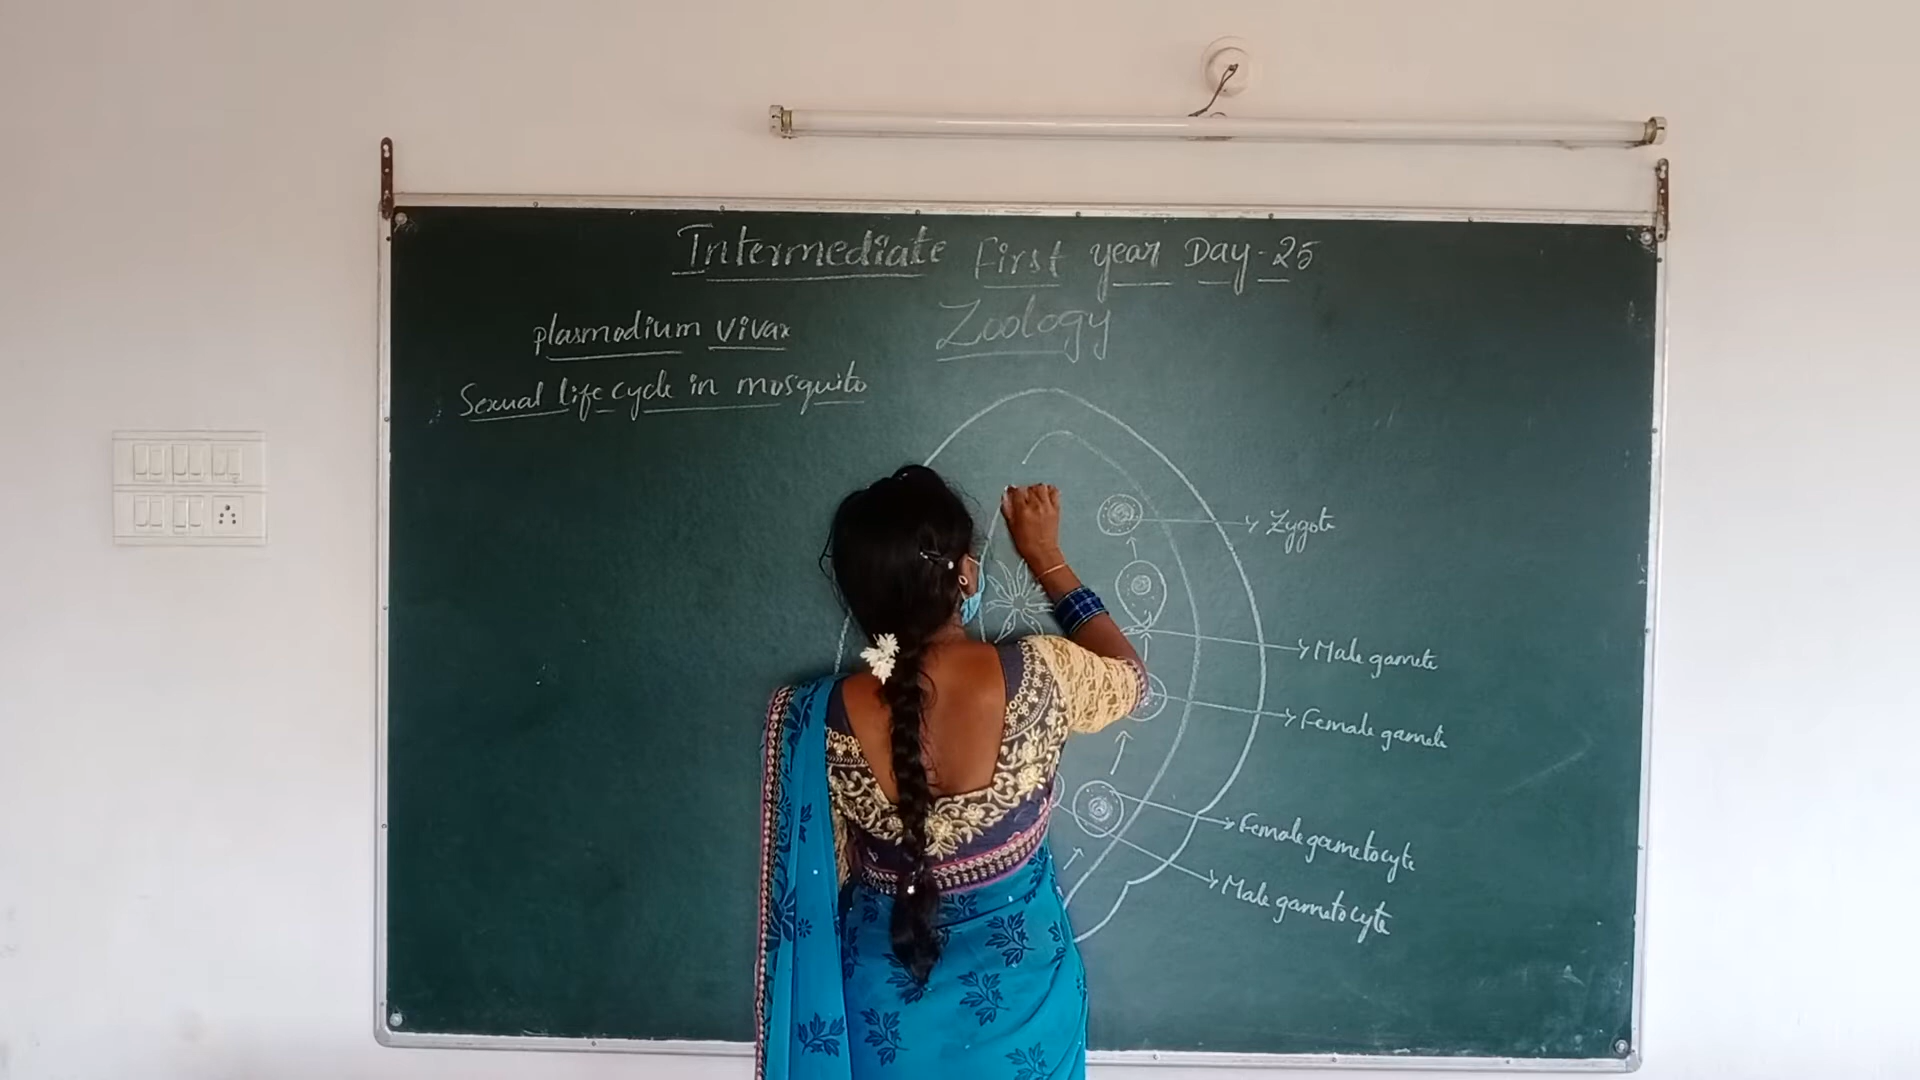 Intermediate First year Day-25
Zoology
plasmodium vivax
Sexual life cycle in mosquito
Zygote
Male gamete
Female gamete
Female gametocyte
Male gametocyte